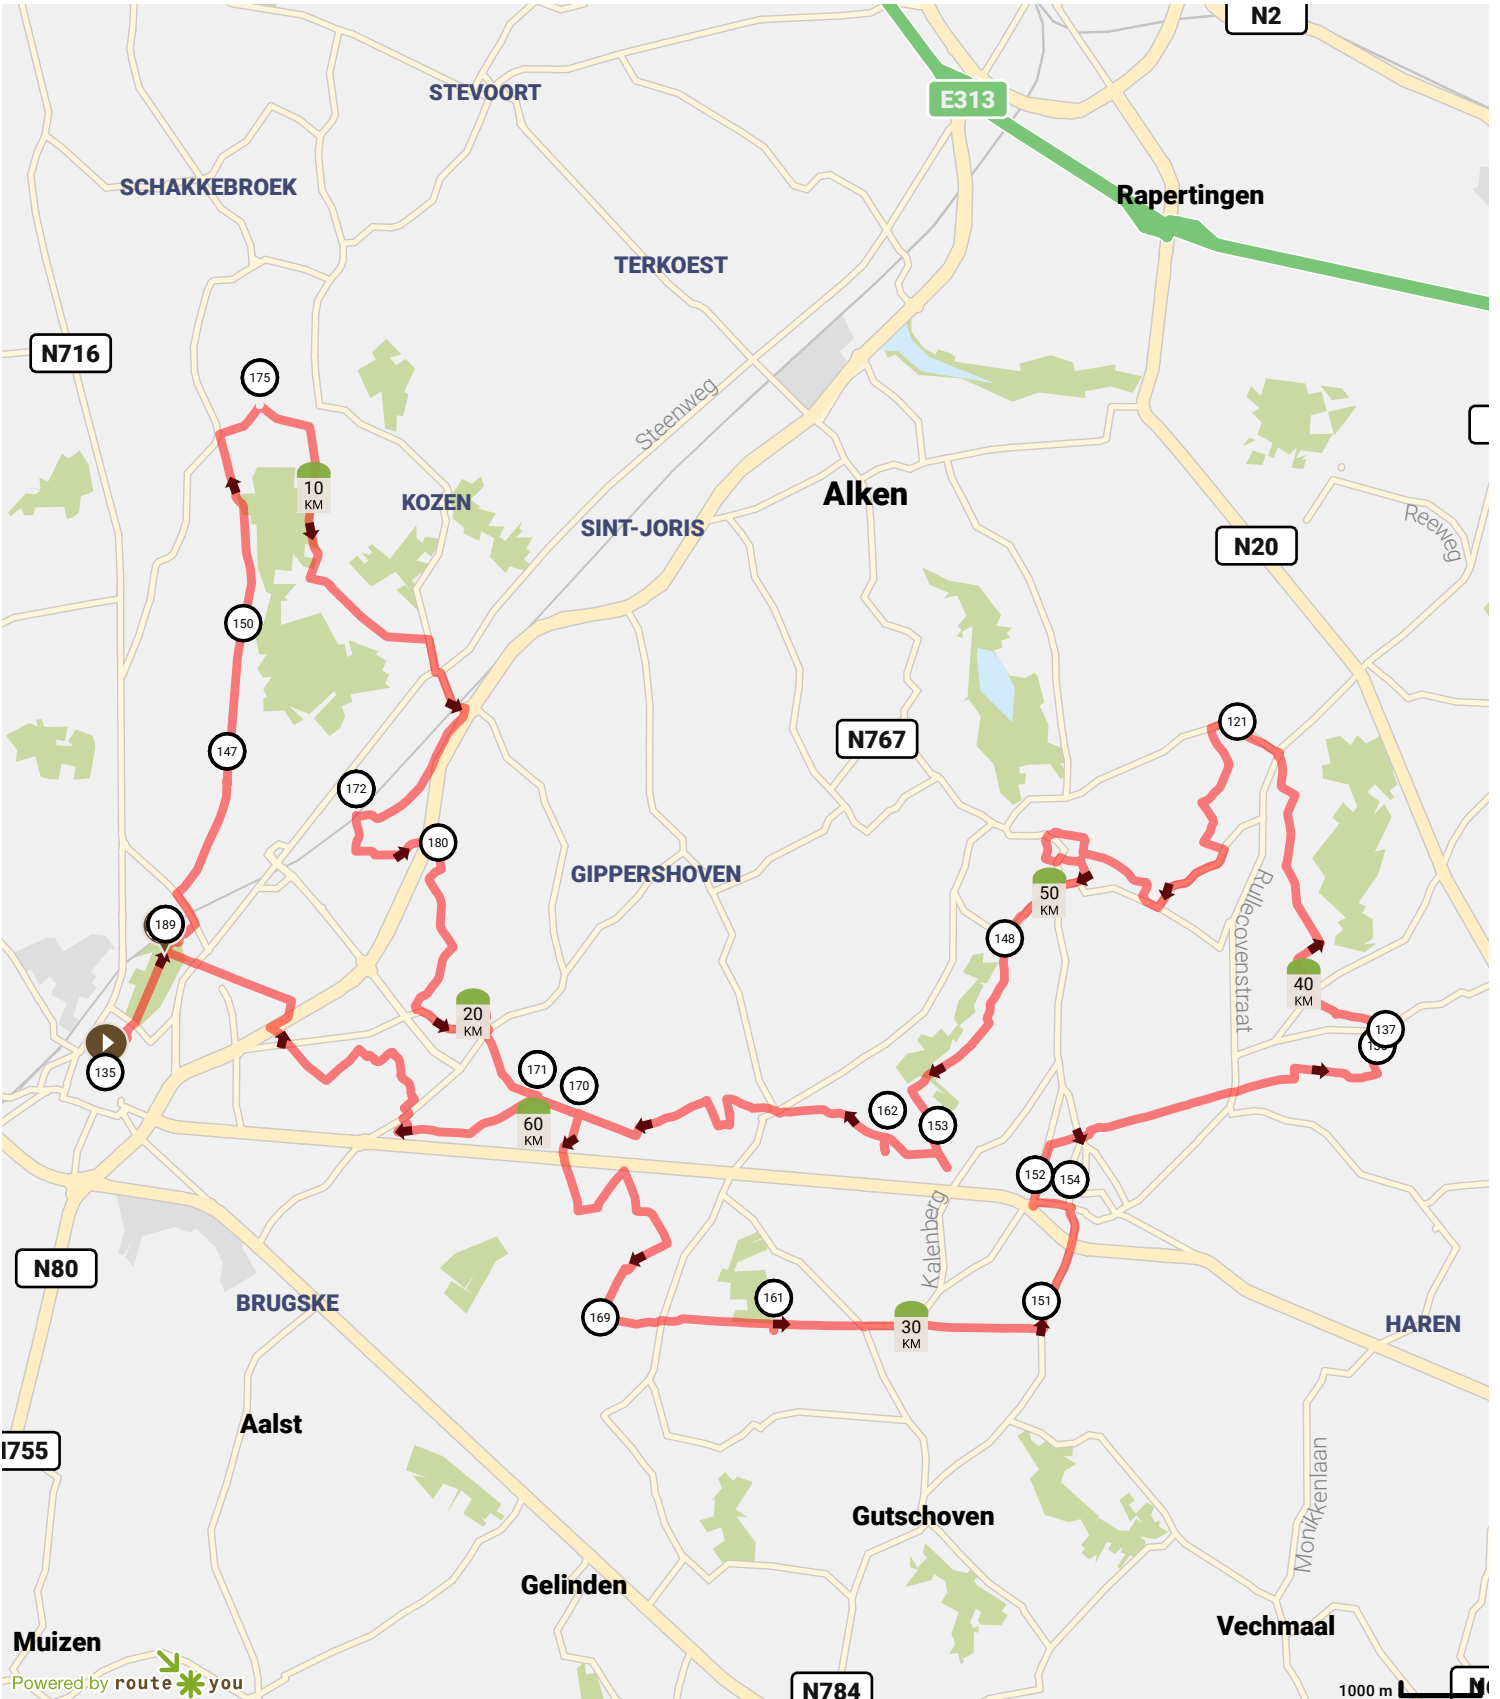 N2
STEVOORT
E313
SCHAKKEBROEK
Rapertingen
TERKOEST
N716
175
Steenweg
10
KM
KOZEN
Alken
SINT-JORIS
Reeweg
N20
150
121
N767
147
172
180
GIPPERSHOVEN
50
KM
Rullecovenstraat
189
148
40
KM
20
KM
137
135
171
170
162
153
60
KM
152
154
Kalenberg
N80
161
151
BRUGSKE
169
30
KM
HAREN
Aalst
N755
Monikkenlaan
Gutschoven
Gelinden
Vechmaal
Muizen
Powered by route you
N784
1000 m